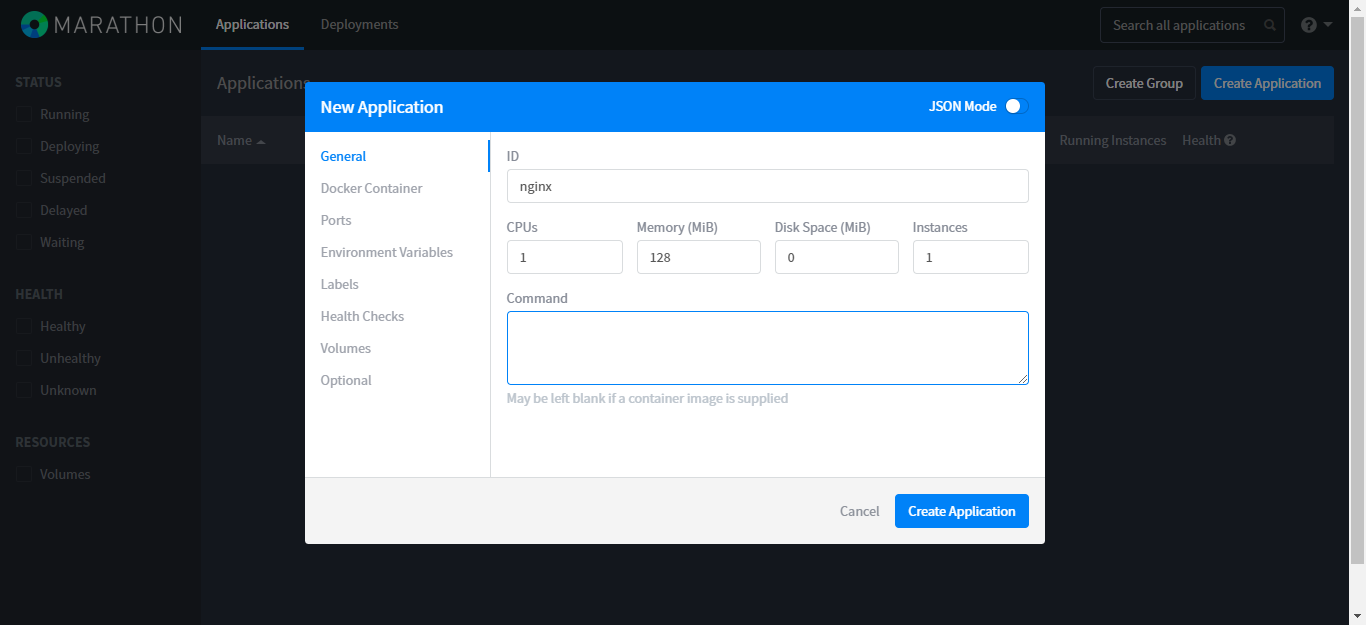 MARATHON
Applications
Deployments
Search all applications
STATUS
Running
Deploying
Suspended
Delayed
Waiting
HEALTH
Healthy
Unhealthy
Unknown
RESOURCES
Volumes
Applications
Create Group
Create Application
Name
Running Instances
Health
New Application
JSON Mode
General
Docker Container
Ports
Environment Variables
Labels
Health Checks
Volumes
Optional
ID
nginx
CPUs Memory (MiB) Disk Space (MiB) Instances
1 128 0 1
Command
May be left blank if a container image is supplied
Cancel
Create Application